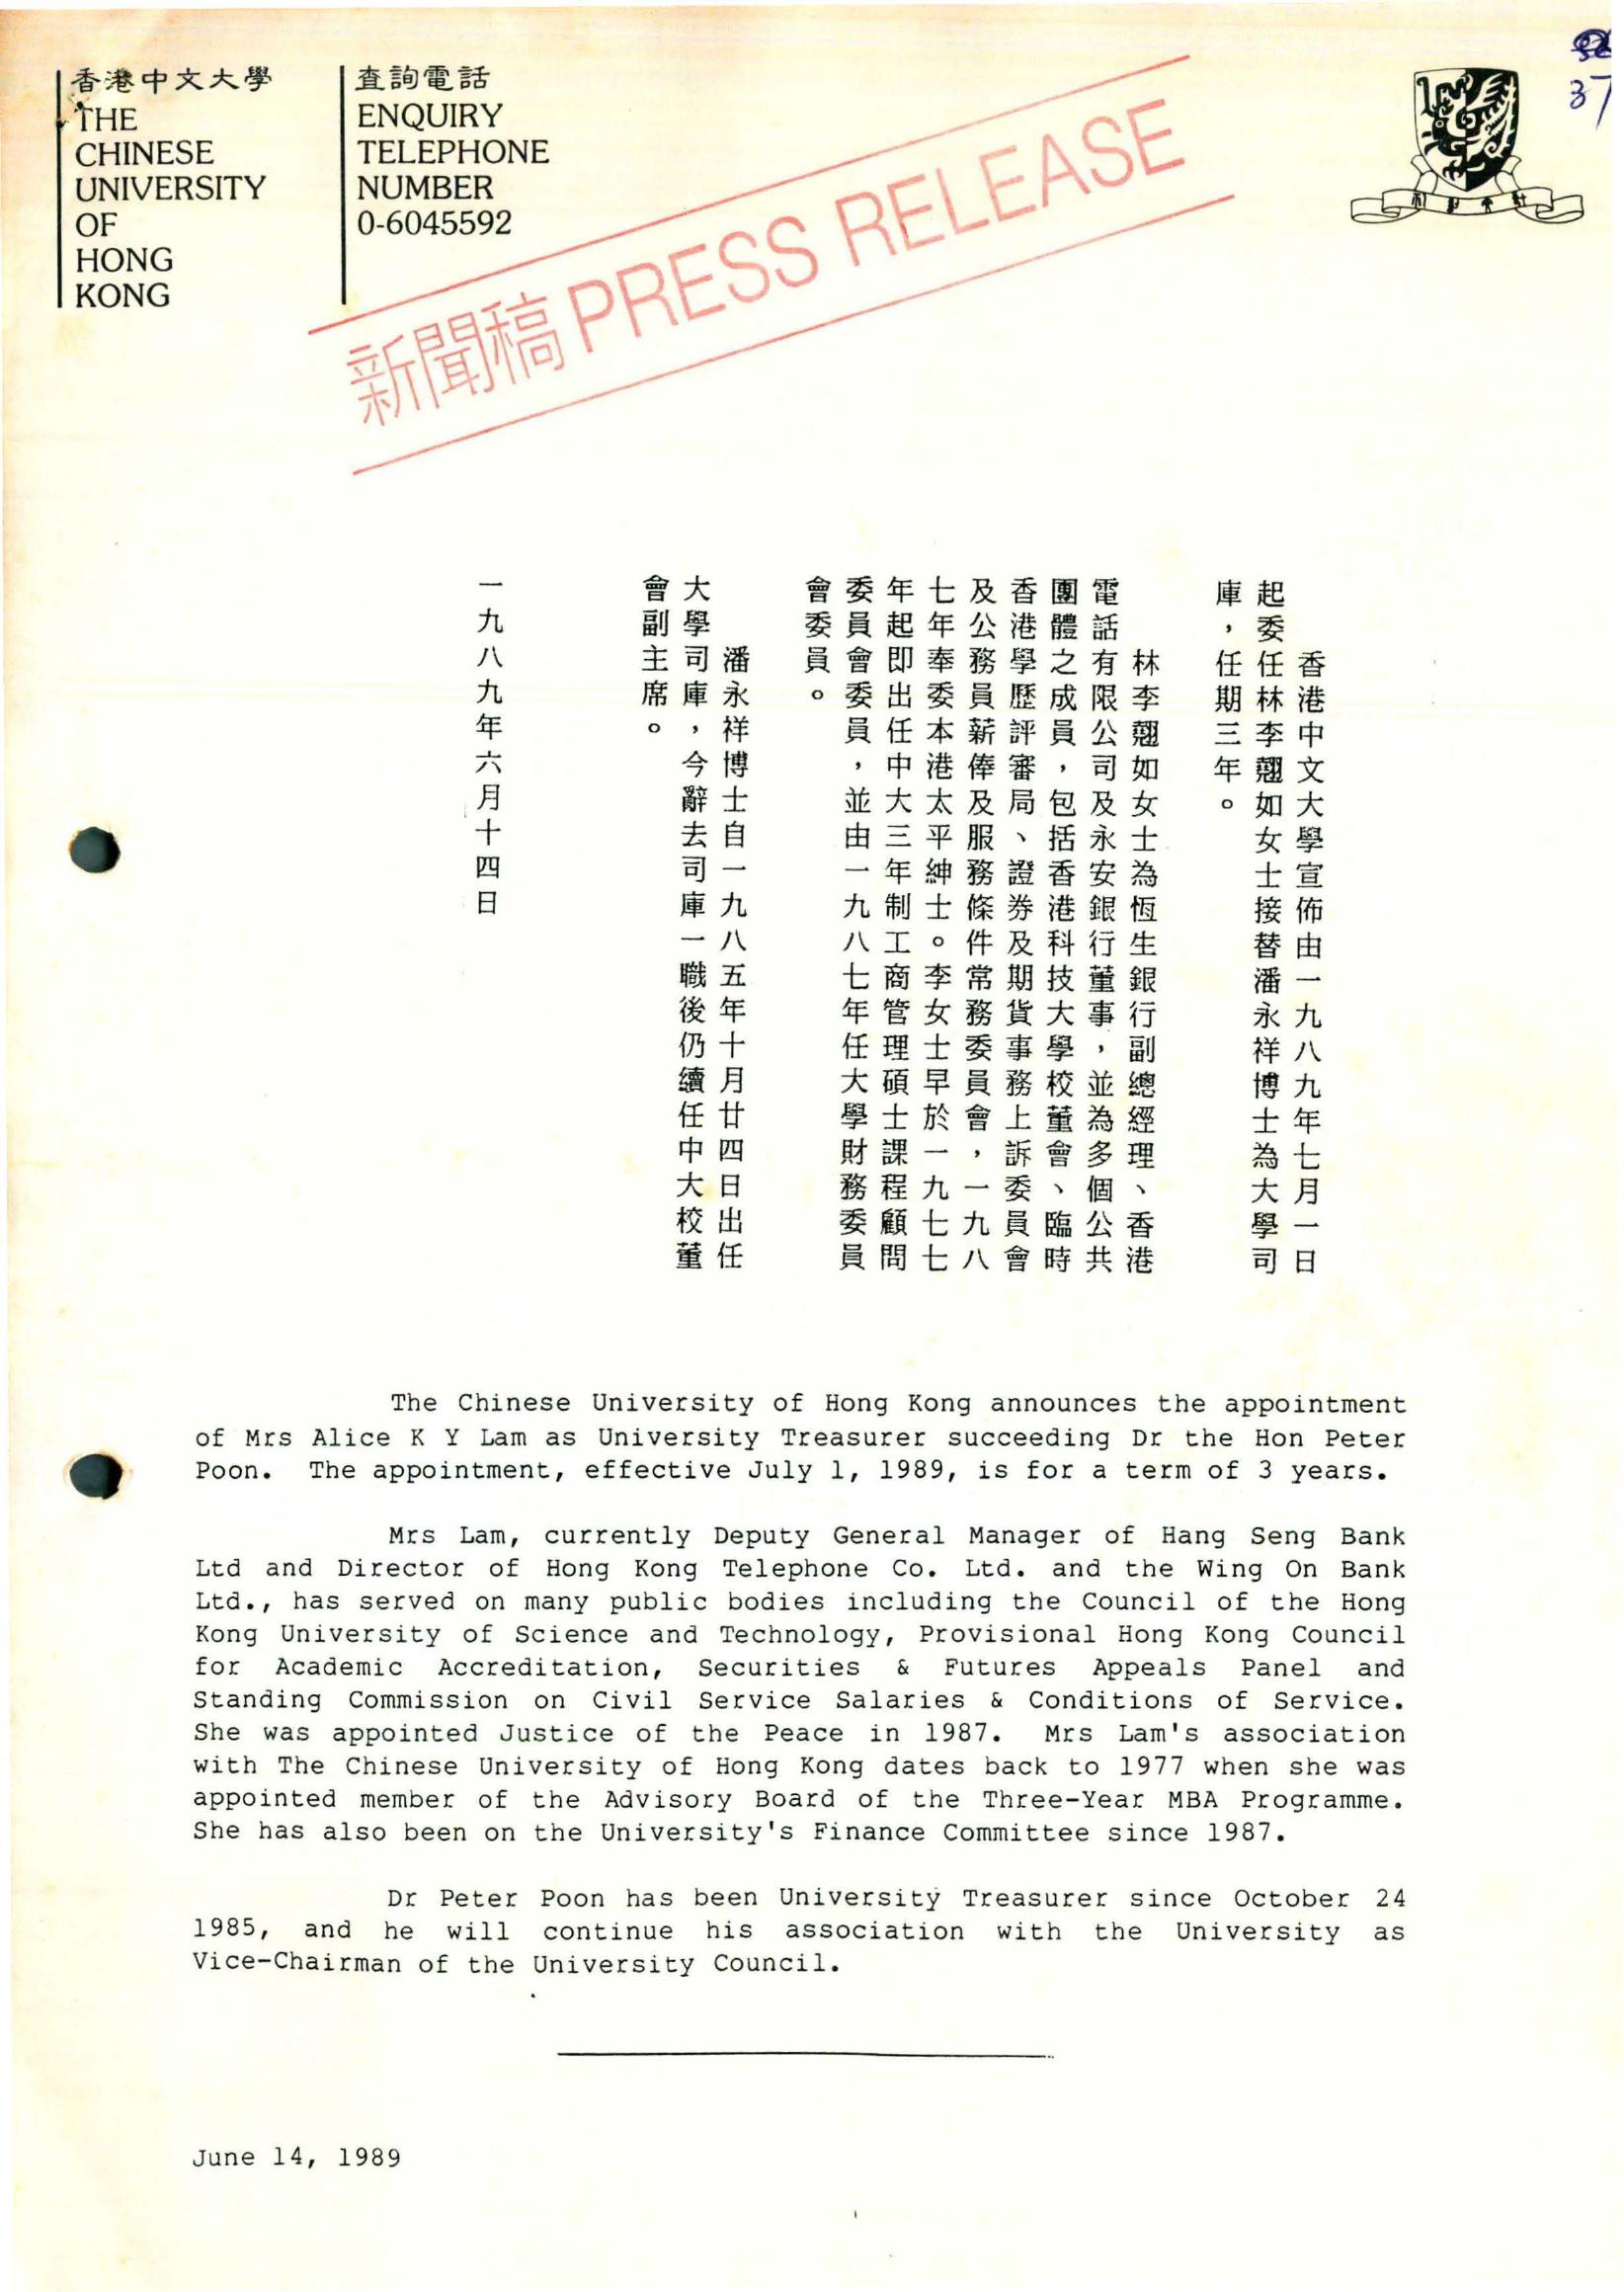 香港中文大學
THE
CHINESE
UNIVERSITY
OF
HONG
KONG
查詢電話
ENQUIRY
TELEPHONE
NUMBER
0-6045592
新聞稿 PRESS RELEASE
37
香港中文大學宣佈由一九八九年七月一日
起委任林李翹如女士接替潘永祥博士為大學司
庫，任期三年。
林李翹如女士為恆生銀行副總經理、香港
電話有限公司及永安銀行董事，並為多個公共
團體之成員，包括香港科技大學校董會、臨時
香港學歷評審局、證券及期貨事務上訴委員會
及公務員薪俸及服務條件常務委員會，一九八
七年奉委本港太平紳士。李女士早於一九七七
年起即出任中大三年制工商管理碩士課程顧問
委員會委員，並由一九八七年任大學財務委員
會委員。
潘永祥博士自一九八五年十月廿四日出任
大學司庫，今辭去司庫一職後仍續任中大校董
會副主席。
一九八九年六月十四日
The Chinese University of Hong Kong announces the appointment
of Mrs Alice K Y Lam as University Treasurer succeeding Dr the Hon Peter
Poon. The appointment, effective July 1, 1989, is for a term of 3 years.
Mrs Lam, currently Deputy General Manager of Hang Seng Bank
Ltd and Director of Hong Kong Telephone Co. Ltd. and the Wing On Bank
Ltd., has served on many public bodies including the Council of the Hong
Kong University of Science and Technology, Provisional Hong Kong Council
for Academic Accreditation, Securities & Futures Appeals Panel and
Standing Commission on Civil Service Salaries & Conditions of Service.
She was appointed Justice of the Peace in 1987. Mrs Lam's association
with The Chinese University of Hong Kong dates back to 1977 when she was
appointed member of the Advisory Board of the Three-Year MBA Programme.
She has also been on the University's Finance Committee since 1987.
Dr Peter Poon has been University Treasurer since October 24
1985, and he will continue his association with the University as
Vice-Chairman of the University Council.
June 14, 1989